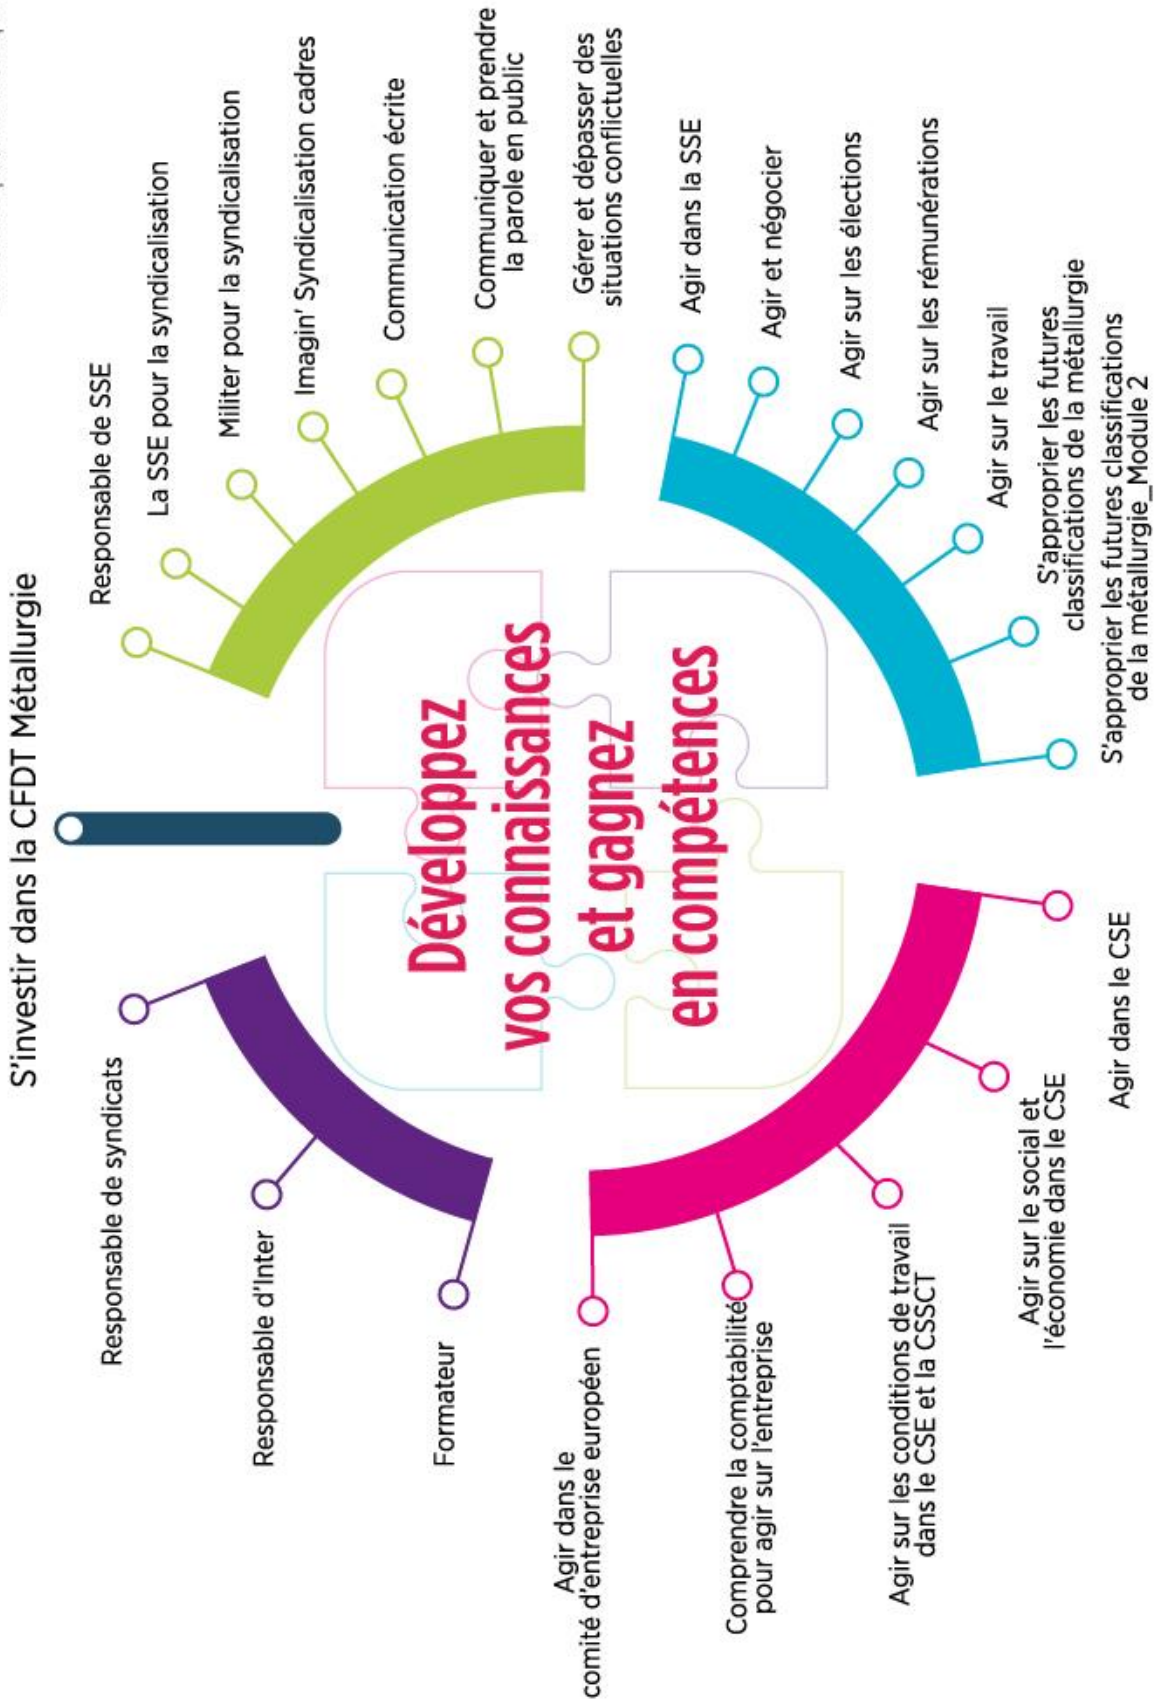 S'investir dans la CFDT Métallurgie
Responsable de SSE
La SSE pour la syndicalisation
Militer pour la syndicalisation
Imagin' Syndicalisation cadres
Communication écrite
Communiquer et prendre
la parole en public
Gérer et dépasser des
situations conflictuelles
Agir dans la SSE
Agir et négocier
Agir sur les élections
Agir sur les rémunérations
Agir sur le travail
S'approprier les futures
classifications de la métallurgie
S'approprier les futures classifications
de la métallurgie_Module 2
Agir dans le CSE
Agir sur le social et
l'économie dans le CSE
Agir sur les conditions de travail
dans le CSE et la CSSCT
Comprendre la comptabilité
pour agir sur l'entreprise
Agir dans le
comité d'entreprise européen
Formateur
Responsable d'Inter
Responsable de syndicats
Développez
vos connaissances
et gagnez
en compétences